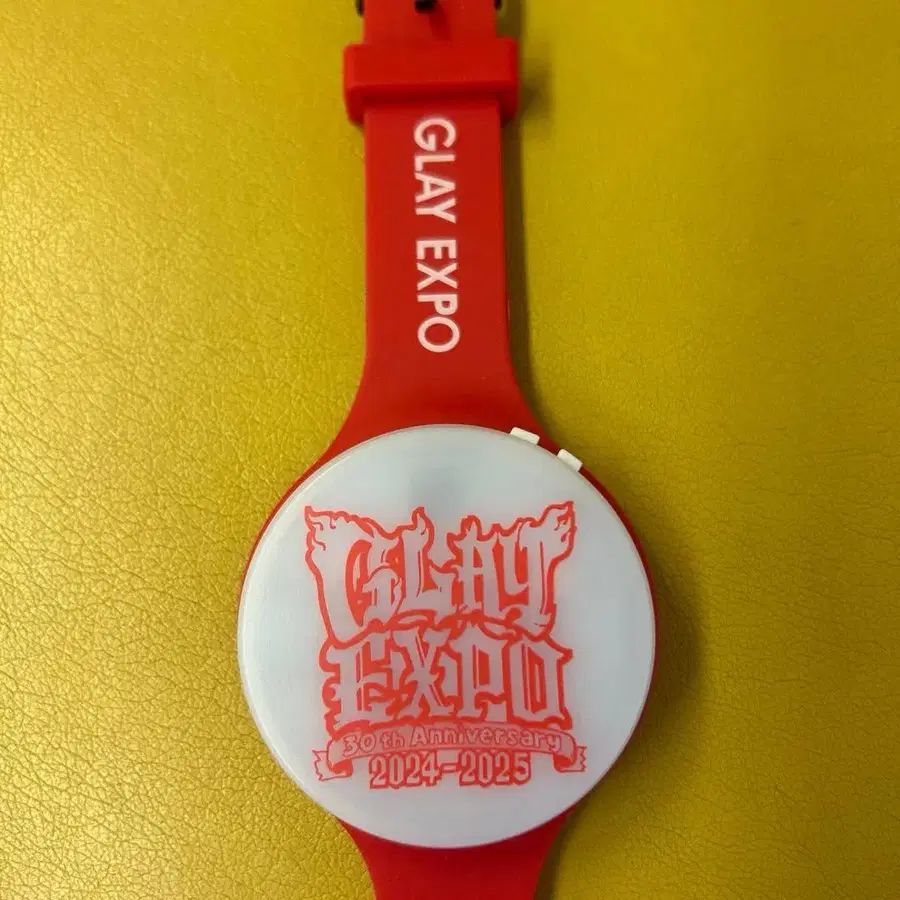 GLAY EXPO
GLAY
EXPO
30th Anniversary
2024-2025